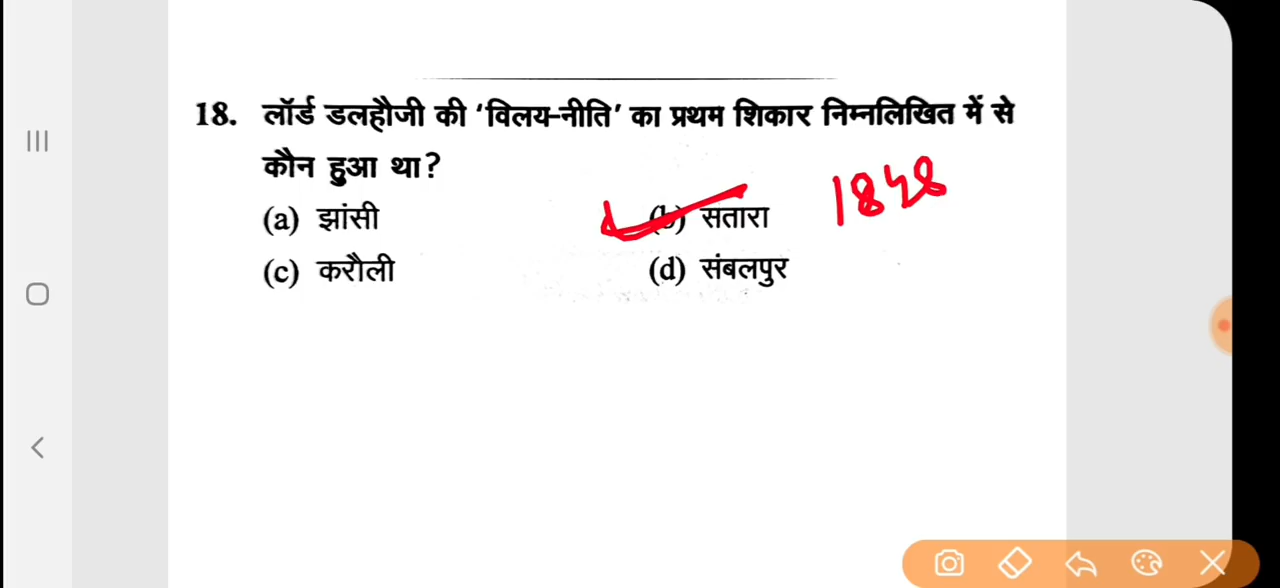 18. लॉर्ड डलहौजी की ‘विलय-नीति’ का प्रथम शिकार निम्नलिखित में से
कौन हुआ था?
(a) झांसी (b) सतारा 1848
(c) करौली (d) संबलपुर